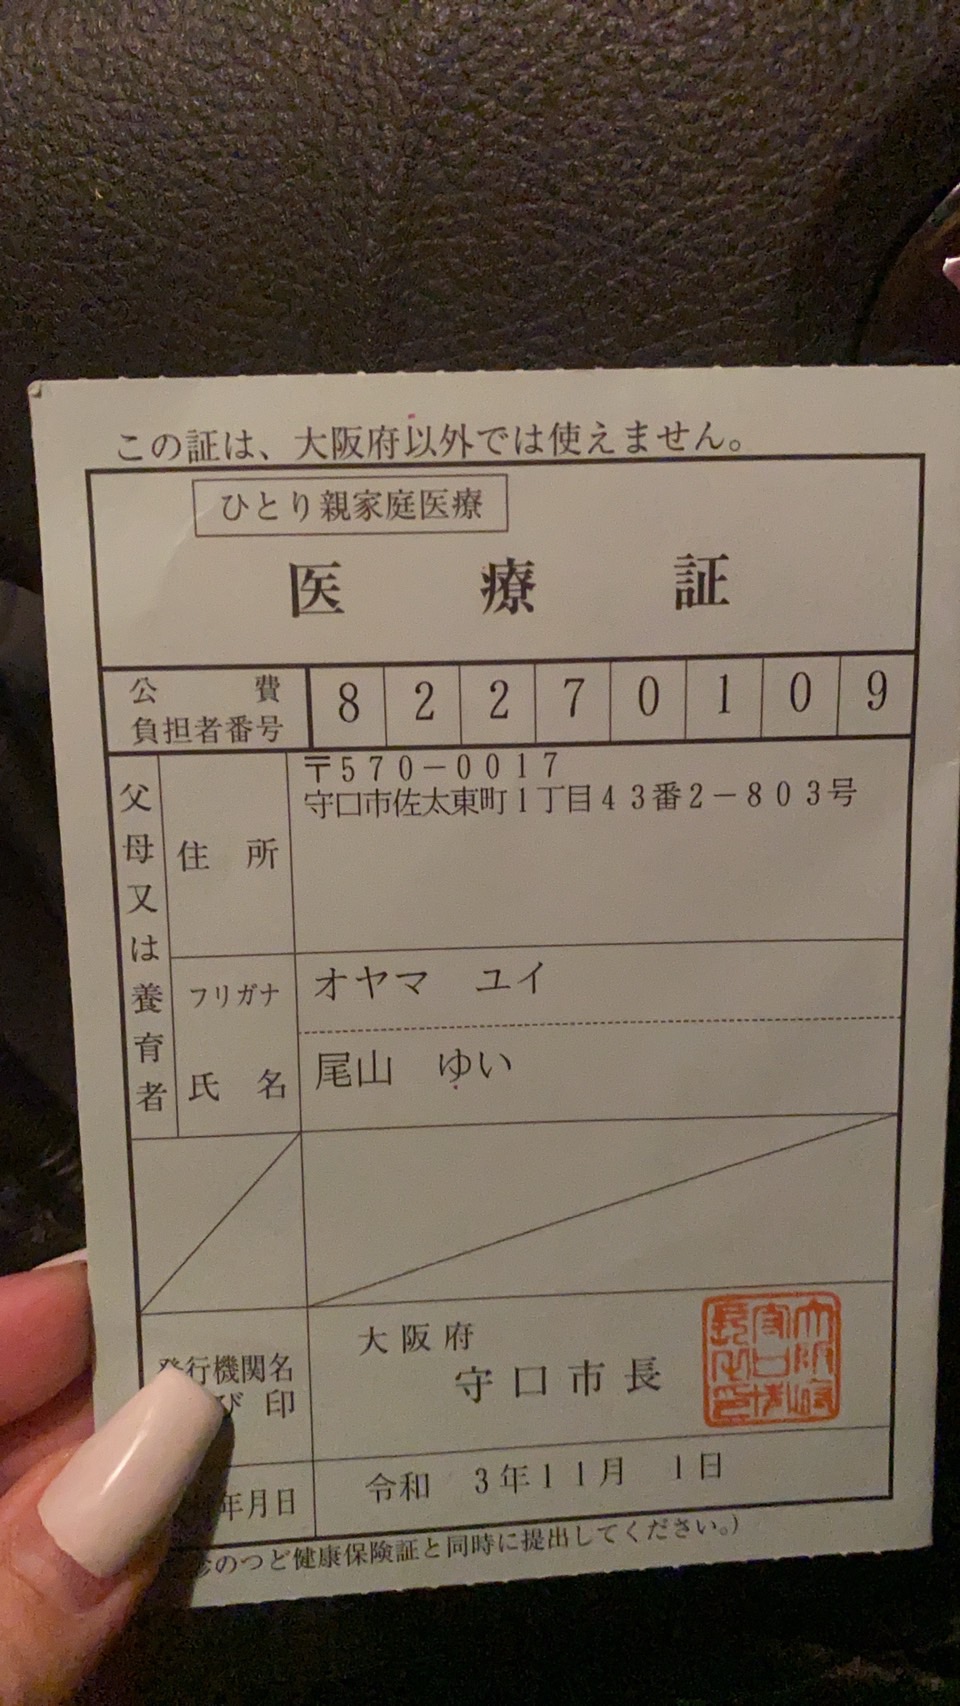 この証は、大阪府以外では使えません。
ひとり親家庭医療
医療証
公費
負担者番号
8 2 2 7 0 1 0 9
父母又は養育者
住所
〒570-0017
守口市佐太東町1丁目43番2-803号
フリガナ
オヤマ ユイ
氏名
尾山 ゆい
発行機関名
び印
大阪府
守口市長
年月日
令和 3年11月 1日
診のつど健康保険証と同時に提出してください。)